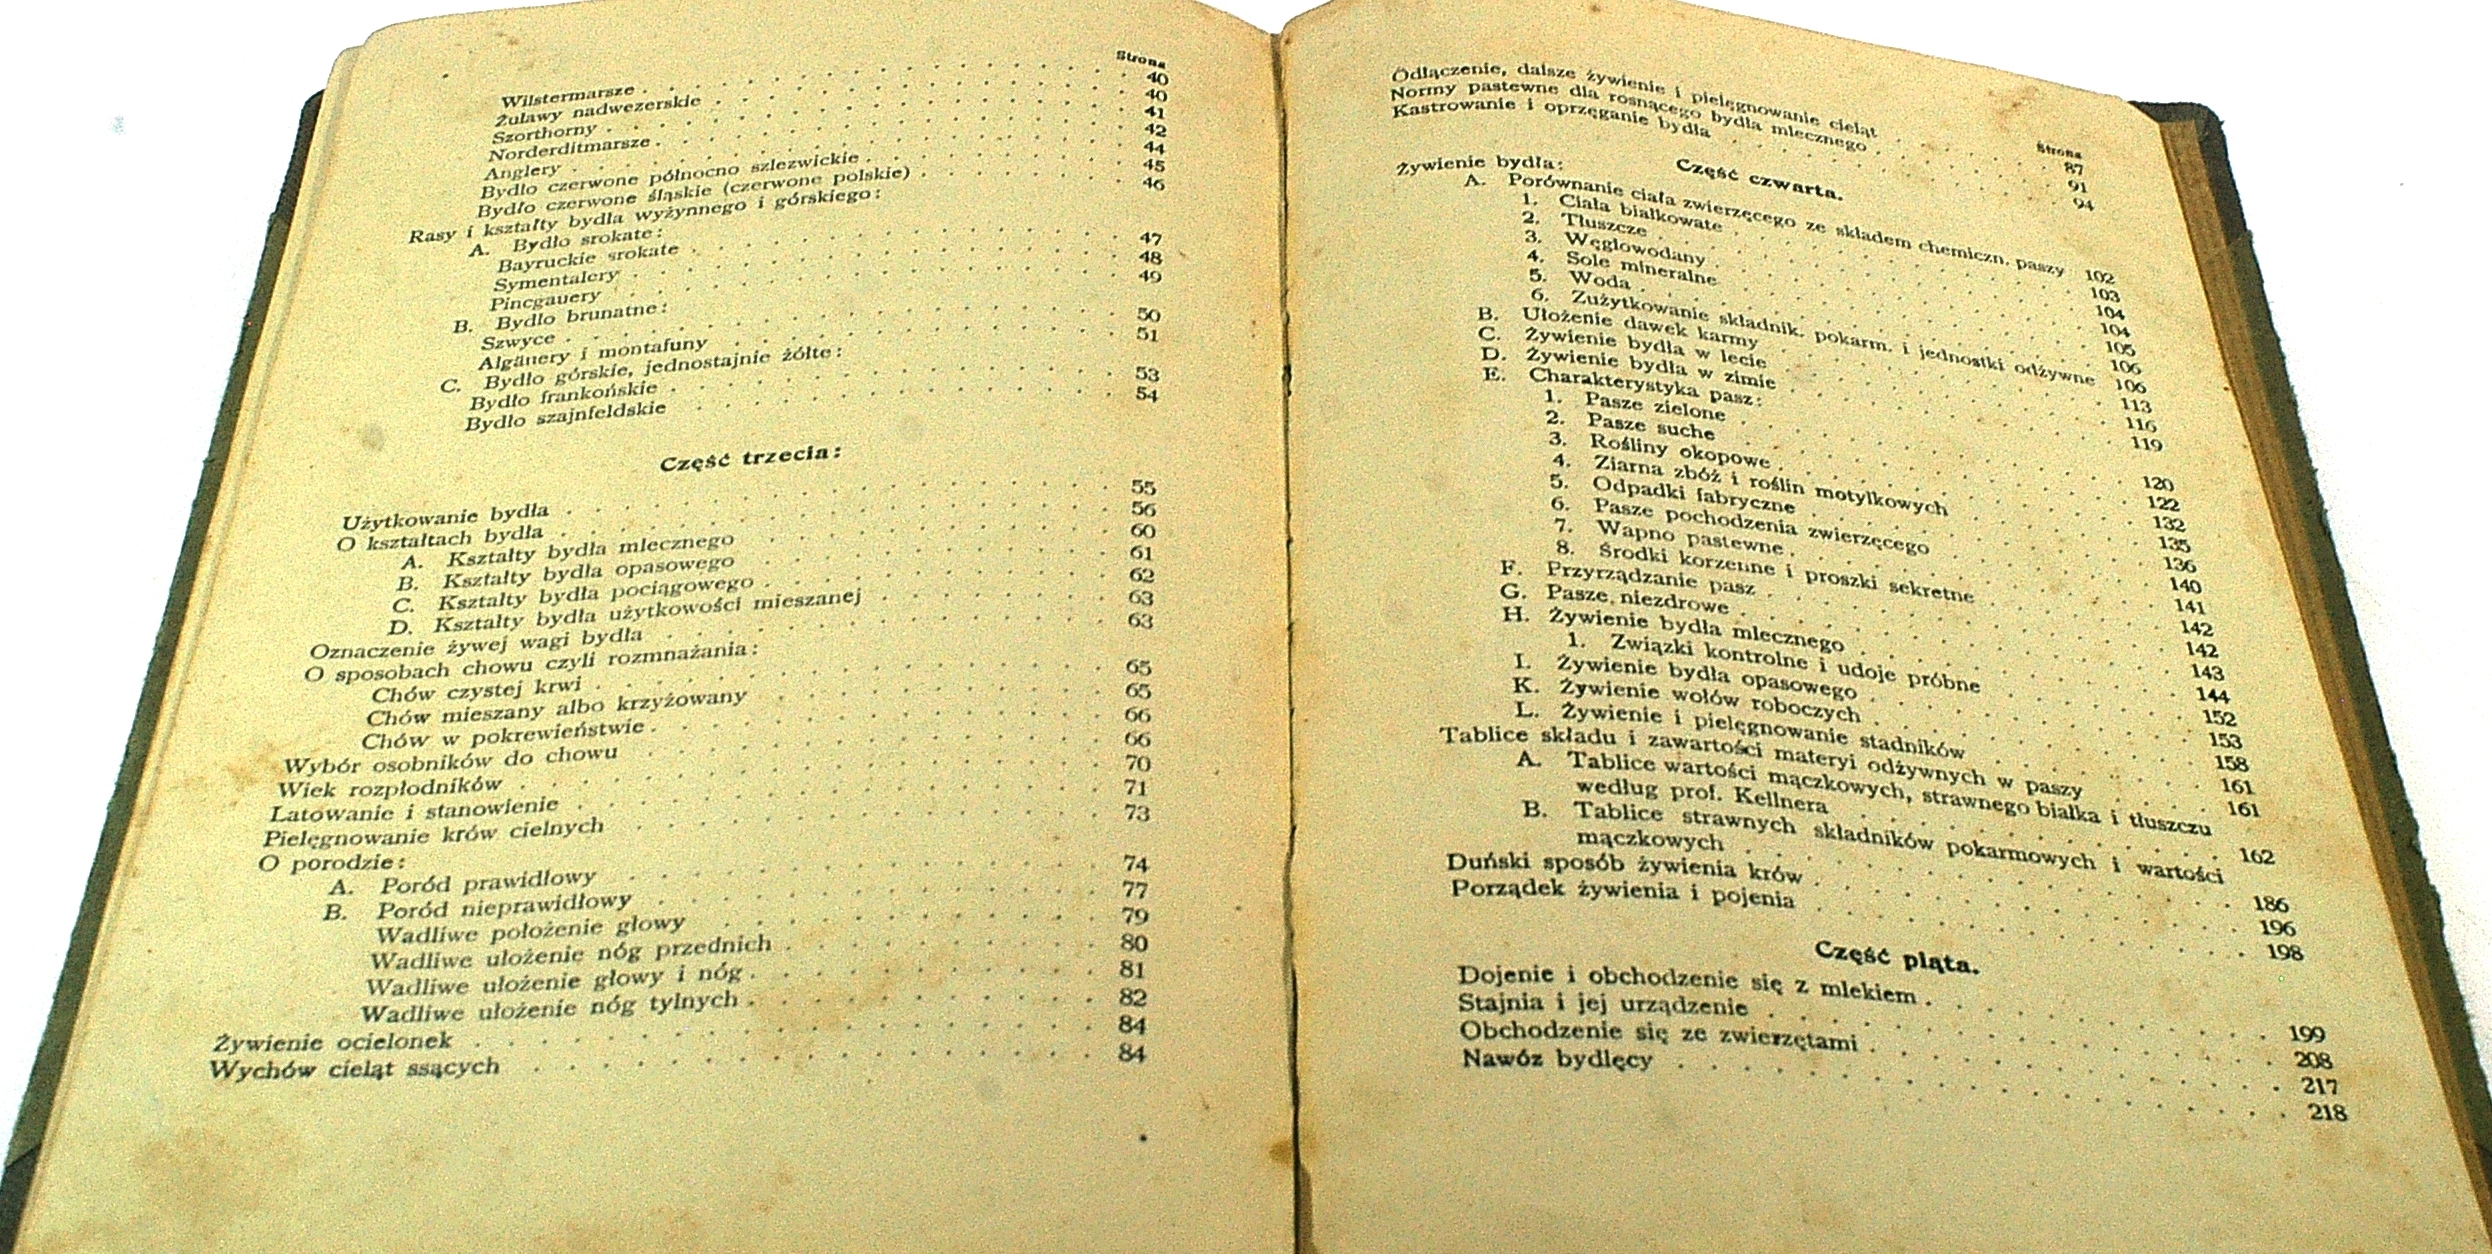 Strona
Wilstermarsze . . . 40
Żuławy nadwezerskie . . . 40
Szorthorny . . . 41
Norderditmarsze . . . 42
Anglery . . . 44
Bydło czerwone północno szlezwickie . . . 45
Bydło czerwone śląskie (czerwone polskie) . . . 46
Rasy i kształty bydła wyżynnego i górskiego:
A. Bydło srokate:
Bayruckie srokate . . . 47
Symentalery . . . 48
Pincgauery . . . 49
B. Bydło brunatne:
Szwyce . . . 50
Algäuery i montafuny . . . 51
C. Bydło górskie, jednostajnie żółte:
Bydło frankońskie . . . 53
Bydło szajnfeldskie . . . 54
Część trzecia:
Użytkowanie bydła . . . 55
O kształtach bydła . . . 56
A. Kształty bydła mlecznego . . . 60
B. Kształty bydła opasowego . . . 61
C. Kształty bydła pociągowego . . . 62
D. Kształty bydła użytkowości mieszanej . . . 63
Oznaczenie żywej wagi bydła . . . 63
O sposobach chowu czyli rozmnażania:
Chów czystej krwi . . . 65
Chów mieszany albo krzyżowany . . . 65
Chów w pokrewieństwie . . . 66
Wybór osobników do chowu . . . 66
Wiek rozpłodników . . . 70
Latowanie i stanowienie . . . 71
Pielęgnowanie krów cielnych . . . 73
O porodzie:
A. Poród prawidłowy . . . 74
B. Poród nieprawidłowy . . . 77
Wadliwe położenie głowy . . . 79
Wadliwe ułożenie nóg przednich . . . 80
Wadliwe ułożenie głowy i nóg . . . 81
Wadliwe ułożenie nóg tylnych . . . 82
Żywienie ocielonek . . . 84
Wychów cieląt ssących . . . 84
Strona
Odłączenie, dalsze żywienie i pielęgnowanie cieląt . . . 87
Normy pastewne dla rosnącego bydła mlecznego . . . 91
Kastrowanie i oprzęganie bydła . . . 94
Część czwarta.
Żywienie bydła:
A. Porównanie ciała zwierzęcego ze składem chemiczn. paszy 102
1. Ciała białkowate . . . 103
2. Tłuszcze . . . 104
3. Węglowodany . . . 104
4. Sole mineralne . . . 105
5. Woda . . . 106
6. Zużytkowanie składnik. pokarm. i jednostki odżywne 106
B. Ułożenie dawek karmy . . . 113
C. Żywienie bydła w lecie . . . 116
D. Żywienie bydła w zimie . . . 119
E. Charakterystyka pasz:
1. Pasze zielone . . . 120
2. Pasze suche . . . 122
3. Rośliny okopowe . . . 132
4. Ziarna zbóż i roślin motylkowych . . . 135
5. Odpadki fabryczne . . . 136
6. Pasze pochodzenia zwierzęcego . . . 140
7. Wapno pastewne . . . 141
8. Środki korzenne i proszki sekretne . . . 142
F. Przyrządzanie pasz . . . 142
G. Pasze niezdrowe . . . 143
H. Żywienie bydła mlecznego . . . 144
1. Związki kontrolne i udoje próbne . . . 152
I. Żywienie bydła opasowego . . . 153
K. Żywienie wołów roboczych . . . 158
L. Żywienie i pielęgnowanie stadników . . . 161
Tablice składu i zawartości materyi odżywnych w paszy . . . 161
A. Tablice wartości mączkowych, strawnego białka i tłuszczu
według prof. Kellnera . . . 162
B. Tablice strawnych składników pokarmowych i wartości
mączkowych . . . 186
Duński sposób żywienia krów . . . 196
Porządek żywienia i pojenia . . . 198
Część piąta.
Dojenie i obchodzenie się z mlekiem . . . 199
Stajnia i jej urządzenie . . . 208
Obchodzenie się ze zwierzętami . . . 217
Nawóz bydlęcy . . . 218